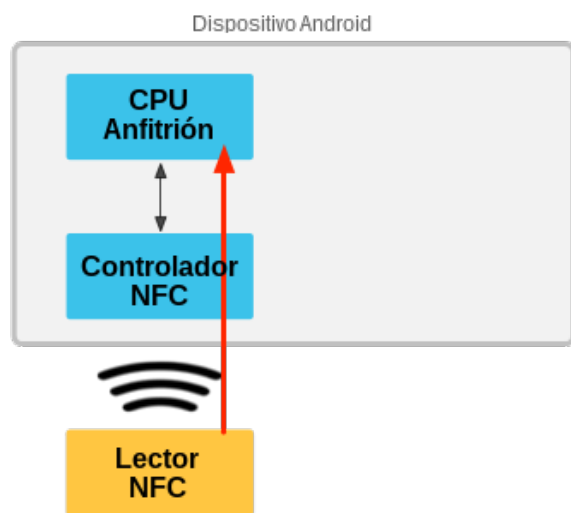 Dispositivo Android
CPU
Anfitrión
Controlador
NFC
Lector
NFC